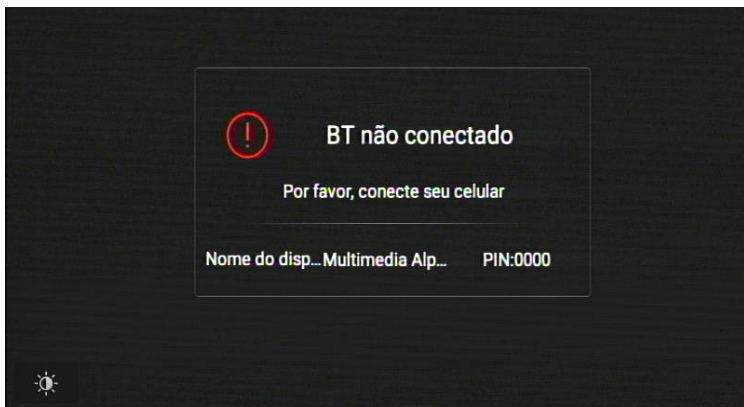 BT não conectado
Por favor, conecte seu celular
Nome do disp... Multimedia Alp... PIN:0000